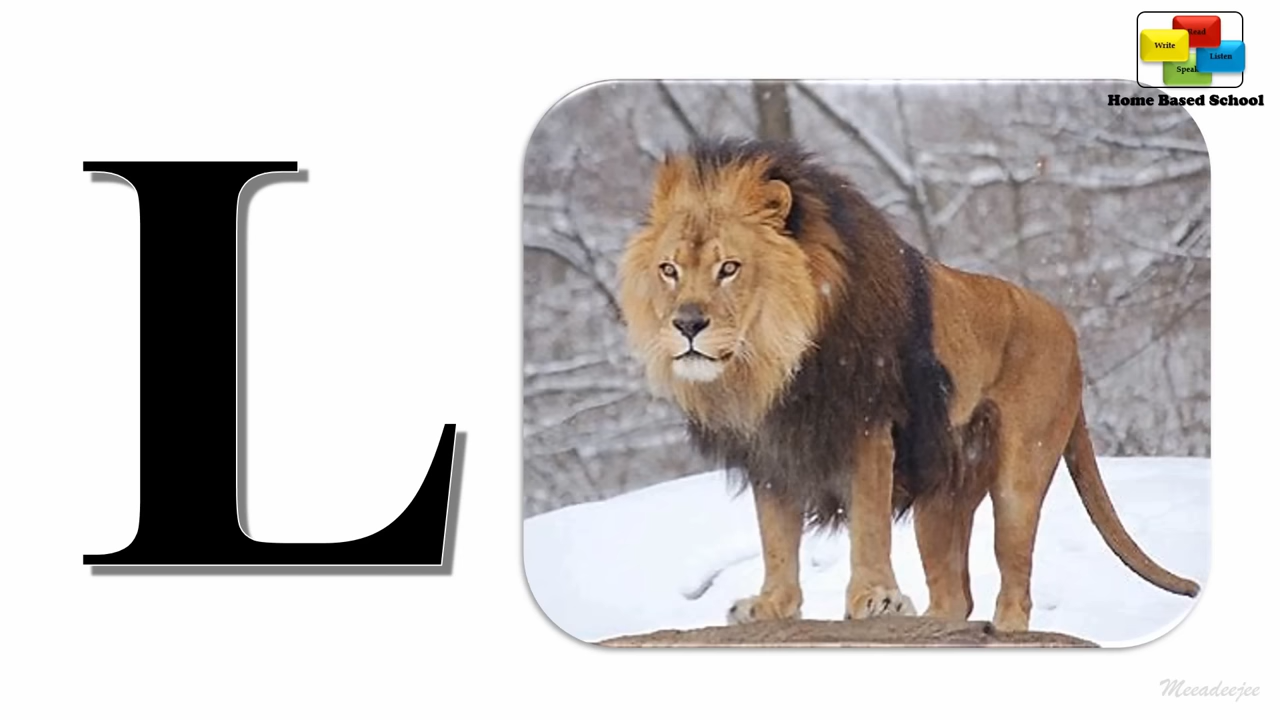 Read
Write
Listen
Speak
Home Based School
L
Meeadeejee